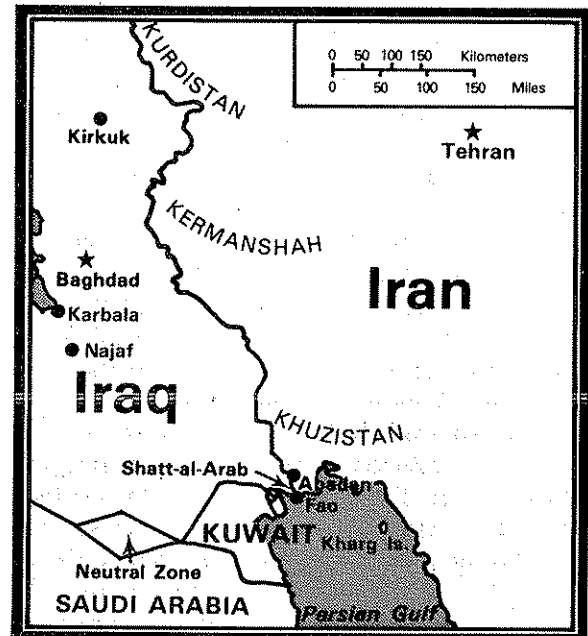 KURDISTAN
0 50 100 150 Kilometers
0 50 100 150 Miles
Kirkuk
Tehran
KERMANSHAH
Baghdad
Iran
Karbala
Najaf
Iraq
KHUZISTAN
Shatt-al-Arab
Abadan
Fao
KUWAIT
Kharg Is.
Neutral Zone
SAUDI ARABIA
Persian Gulf